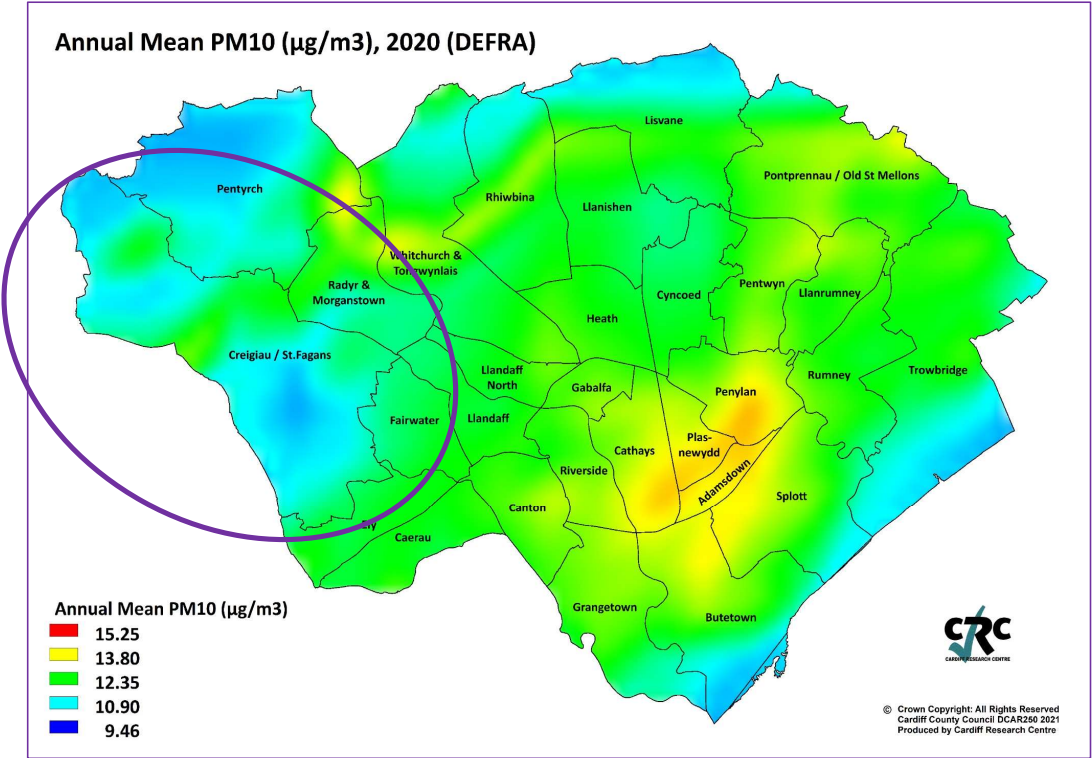 Annual Mean PM10 (µg/m3), 2020 (DEFRA)
Lisvane
Pontprennau / Old St Mellons
Pentyrch
Rhiwbina
Llanishen
Whitchurch &
Tongwynlais
Radyr &
Morganstown
Cyncoed
Pentwyn
Llanrumney
Heath
Creigiau / St.Fagans
Llandaff
North
Gabalfa
Penylan
Rumney
Trowbridge
Fairwater
Llandaff
Cathays
Plas-
newydd
Riverside
Adamsdown
Splott
Canton
Ely
Caerau
Grangetown
Butetown
Annual Mean PM10 (µg/m3)
15.25
13.80
12.35
10.90
9.46
CRC
CARDIFF RESEARCH CENTRE
© Crown Copyright: All Rights Reserved
Cardiff County Council DCAR250 2021
Produced by Cardiff Research Centre